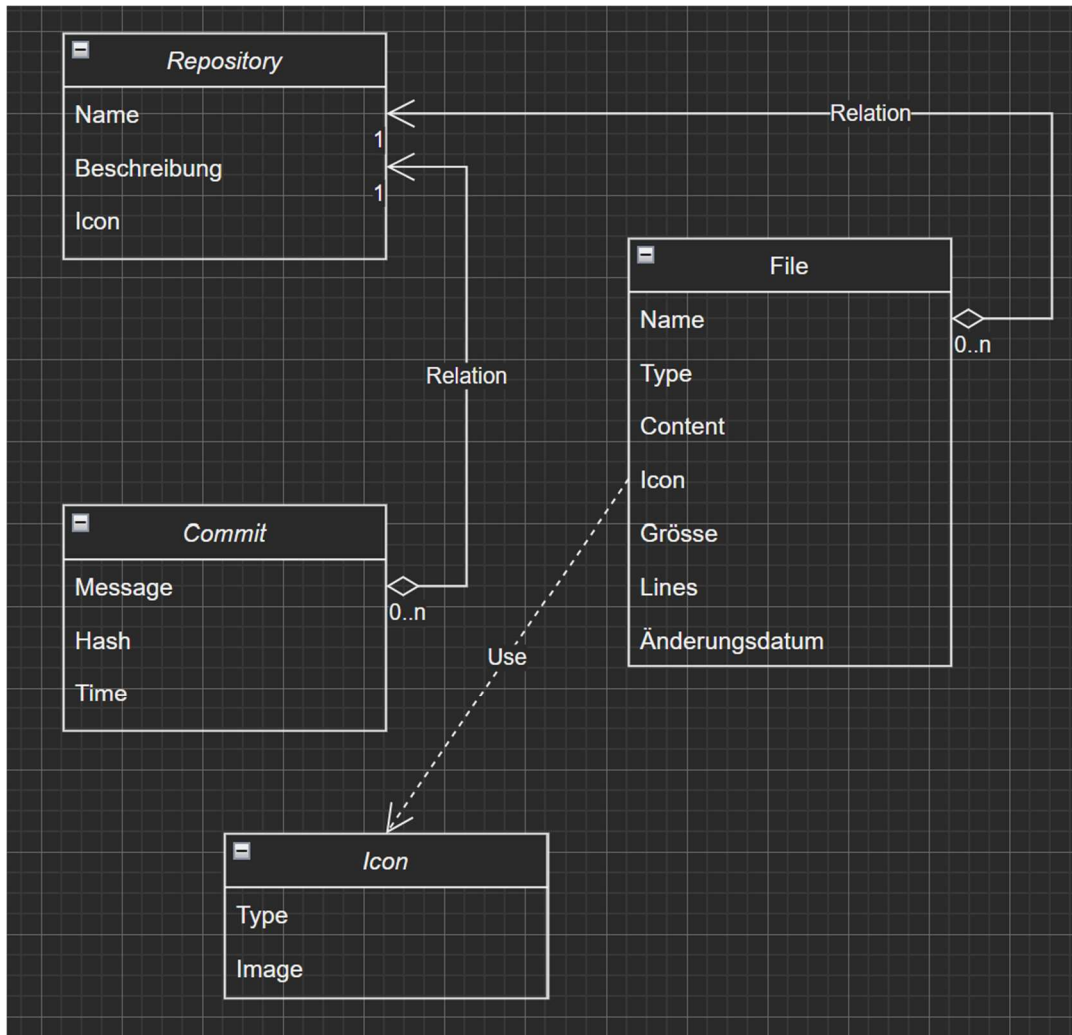 Repository
Name
Beschreibung
Icon
1
1
Relation
File
Name
Type
Content
Icon
Grösse
Lines
Änderungsdatum
0..n
Relation
Commit
Message
Hash
Time
0..n
Use
Icon
Type
Image